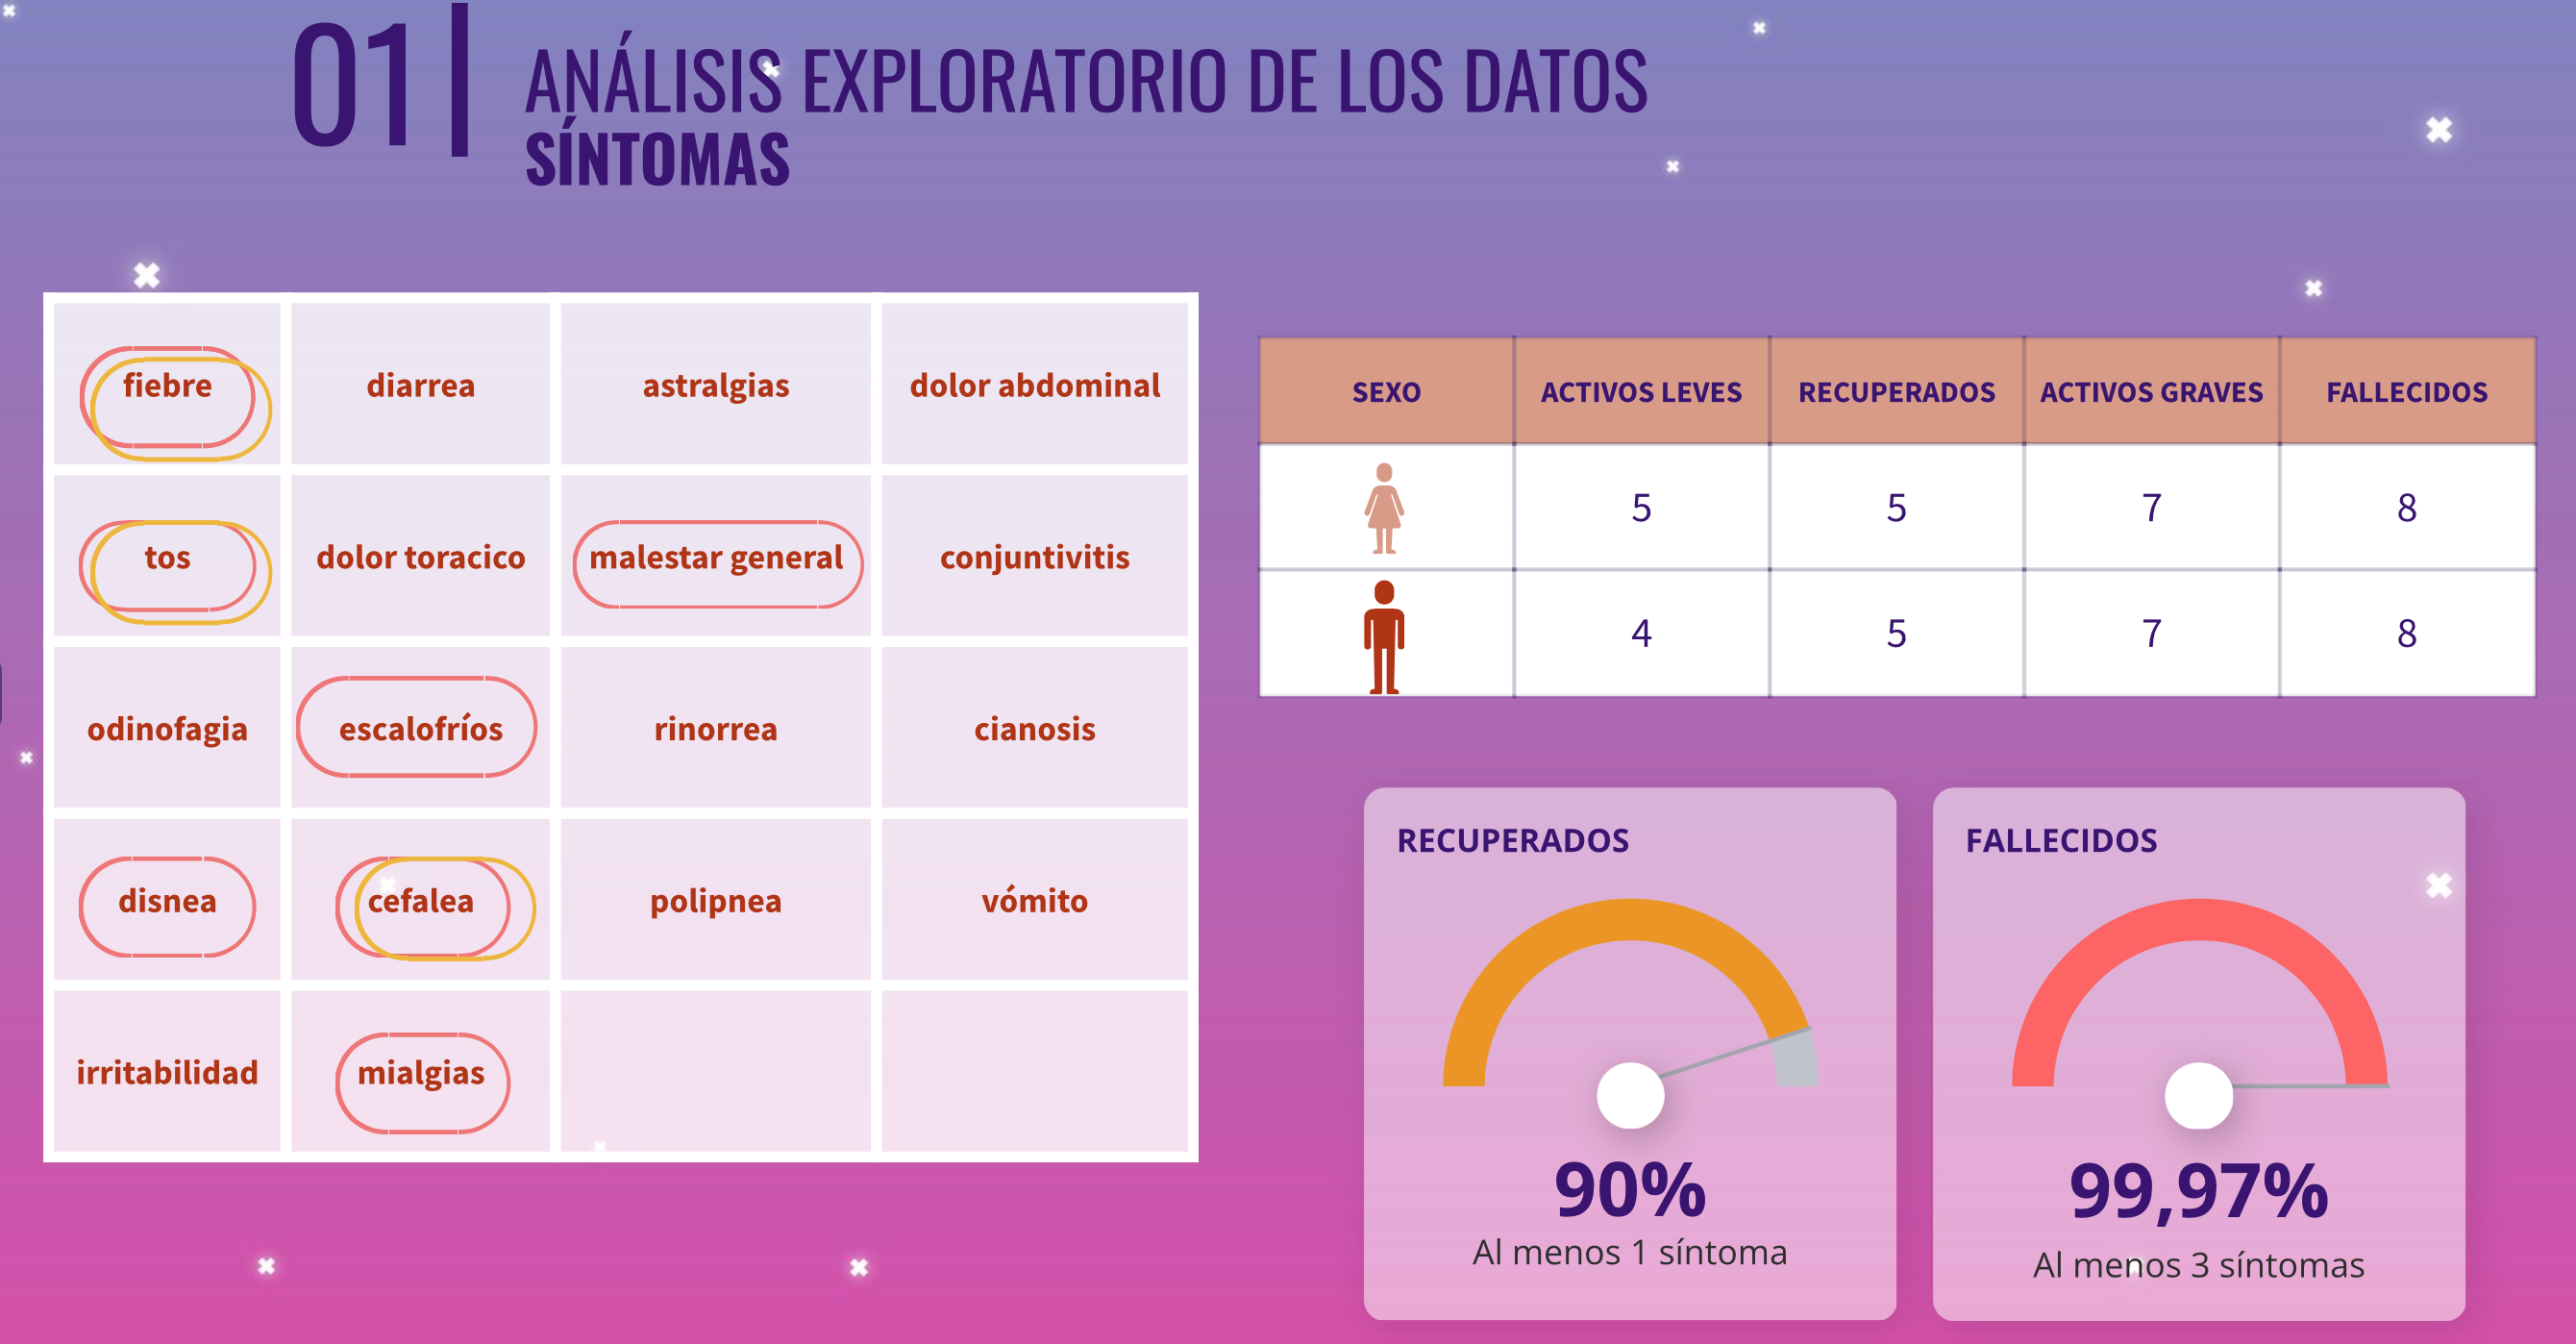 01
ANÁLISIS EXPLORATORIO DE LOS DATOS
SÍNTOMAS
fiebre diarrea astralgias dolor abdominal
tos dolor toracico malestar general conjuntivitis
odinofagia escalofríos rinorrea cianosis
disnea cefalea polipnea vómito
irritabilidad mialgias
SEXO ACTIVOS LEVES RECUPERADOS ACTIVOS GRAVES FALLECIDOS
5 5 7 8
4 5 7 8
RECUPERADOS
90%
Al menos 1 síntoma
FALLECIDOS
99,97%
Al menos 3 síntomas